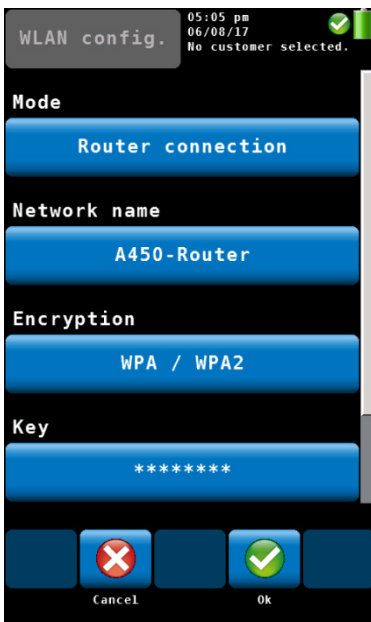 WLAN config.
05:05 pm
06/08/17
No customer selected.
Mode
Router connection
Network name
A450-Router
Encryption
WPA / WPA2
Key
********
Cancel
Ok